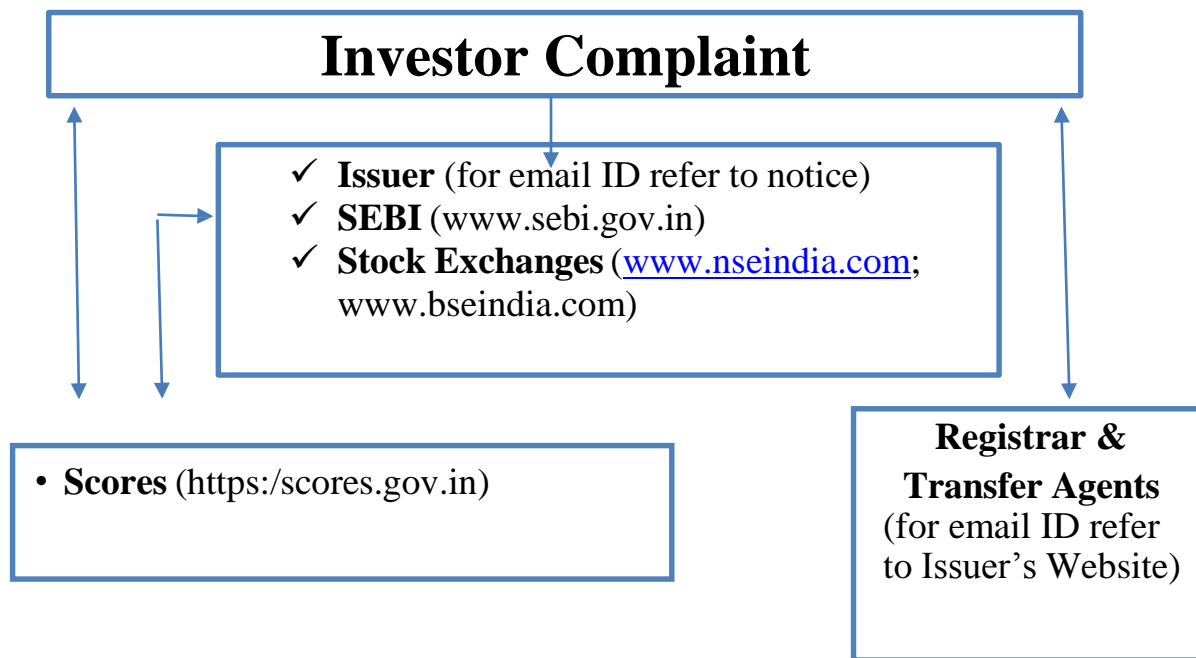 Investor Complaint
✓ Issuer (for email ID refer to notice)
✓ SEBI (www.sebi.gov.in)
✓ Stock Exchanges (www.nseindia.com;
www.bseindia.com)
• Scores (https:/scores.gov.in)
Registrar &
Transfer Agents
(for email ID refer
to Issuer’s Website)